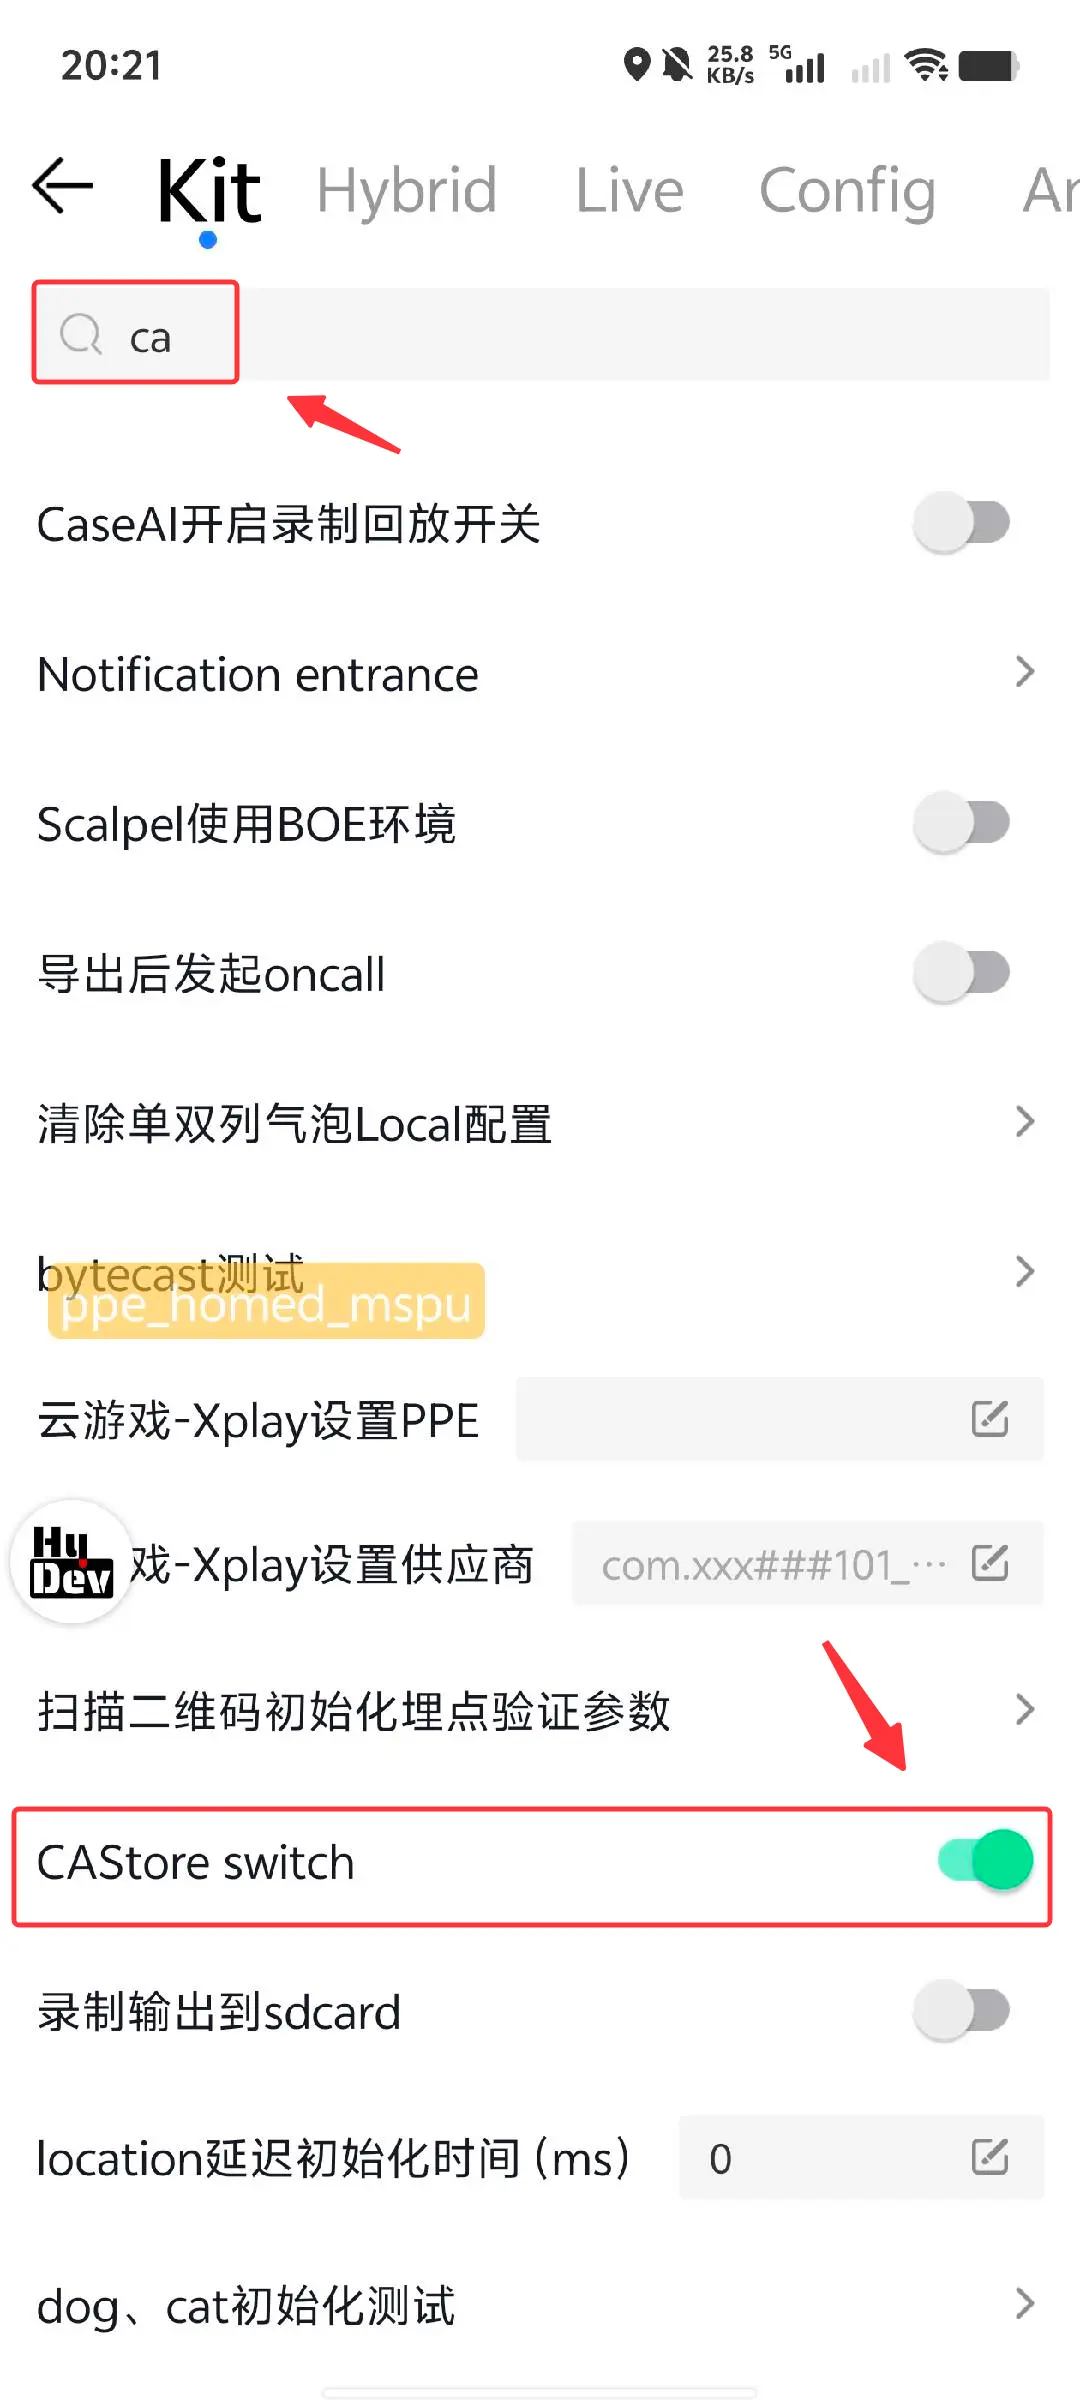 20:21
25.8 KB/s 5G
Kit Hybrid Live Config Ar
ca
CaseAI开启录制回放开关
Notification entrance
Scalpel使用BOE环境
导出后发起oncall
清除单双列气泡Local配置
bytecast测试
ppe_homed_mspu
云游戏-Xplay设置PPE
Hy Dev
戏-Xplay设置供应商 com.xxx###101_···
扫描二维码初始化埋点验证参数
CAStore switch
录制输出到sdcard
location延迟初始化时间 (ms) 0
dog、cat初始化测试